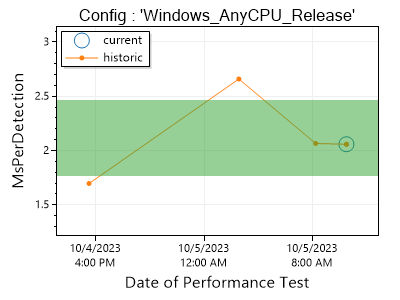 Config : 'Windows_AnyCPU_Release'
current
historic
MsPerDetection
3
2.5
2
1.5
10/4/2023
4:00 PM
10/5/2023
12:00 AM
10/5/2023
8:00 AM
Date of Performance Test